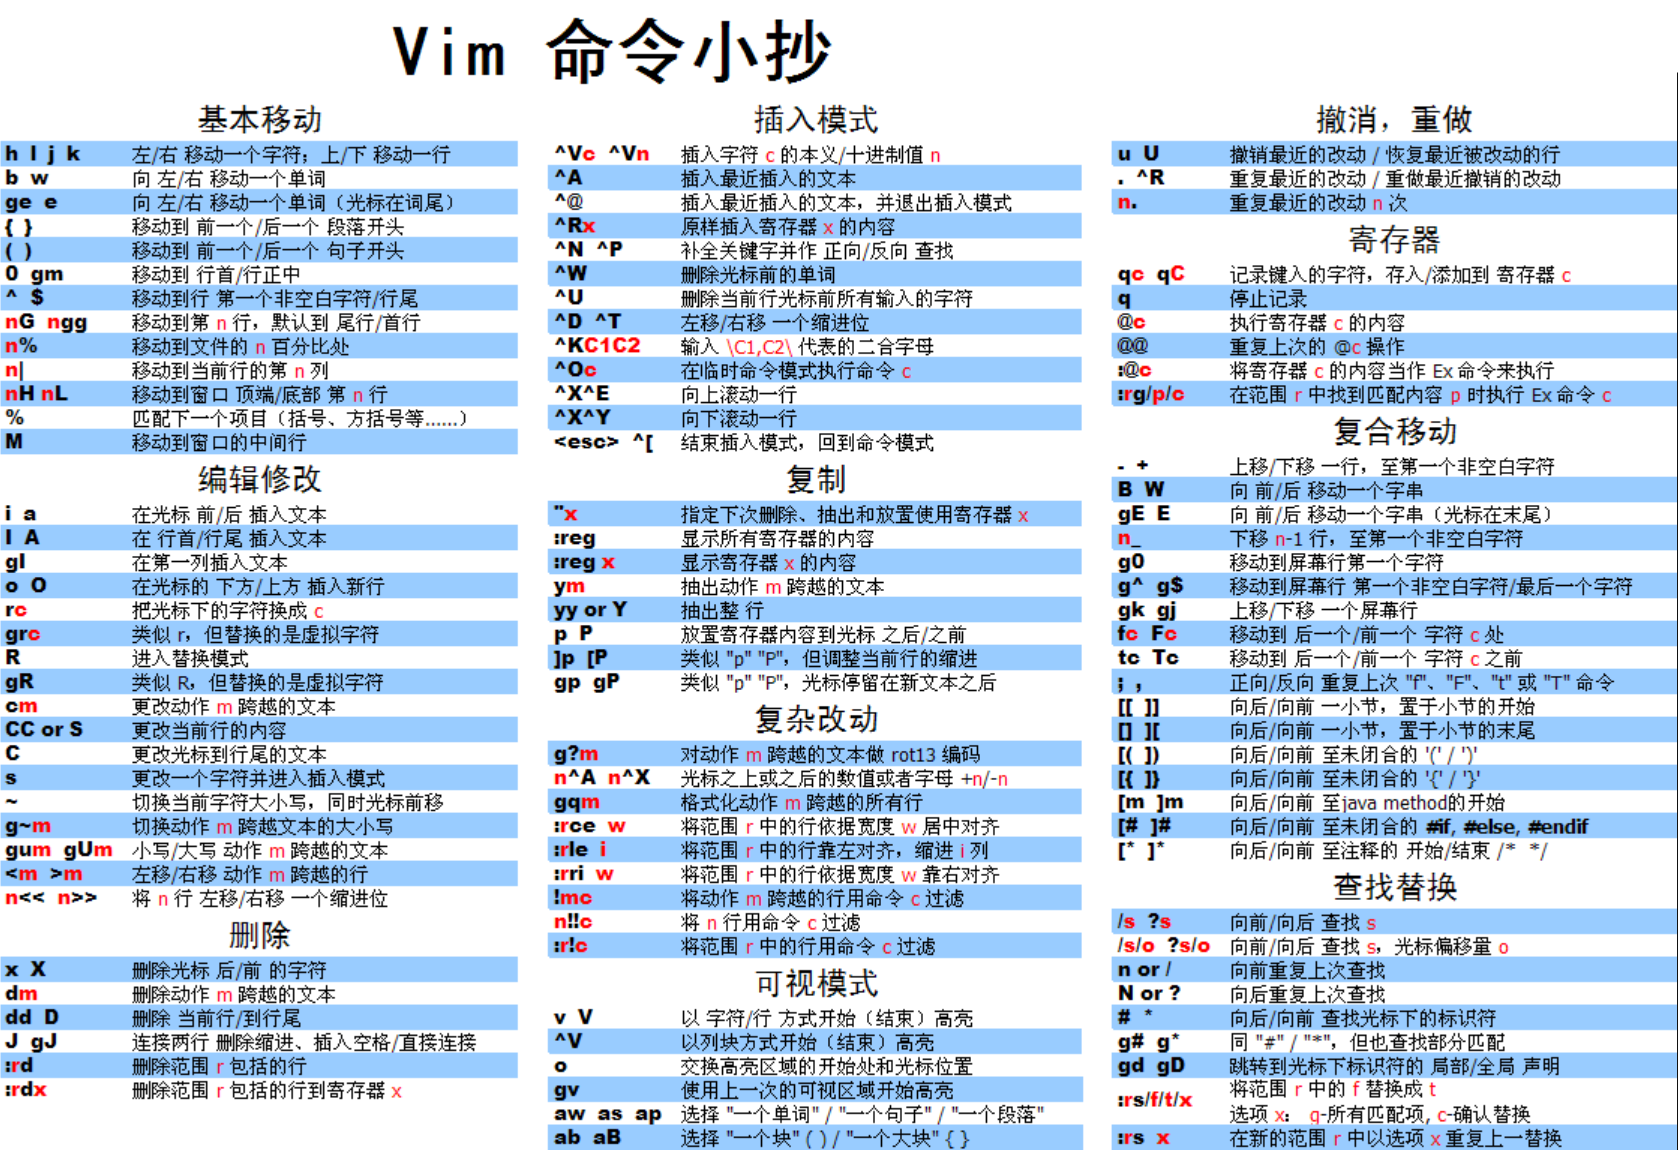 Vim 命令小抄
基本移动
h l j k 左/右 移动一个字符；上/下 移动一行
b w 向 左/右 移动一个单词
ge e 向 左/右 移动一个单词（光标在词尾）
{ } 移动到 前一个/后一个 段落开头
( ) 移动到 前一个/后一个 句子开头
0 gm 移动到 行首/行正中
^ $ 移动到行 第一个非空白字符/行尾
nG ngg 移动到第 n 行，默认到 尾行/首行
n% 移动到文件的 n 百分比处
n| 移动到当前行的第 n 列
nH nL 移动到窗口 顶端/底部 第 n 行
% 匹配下一个项目（括号、方括号等......）
M 移动到窗口的中间行
编辑修改
i a 在光标 前/后 插入文本
I A 在 行首/行尾 插入文本
gI 在第一列插入文本
o O 在光标的 下方/上方 插入新行
rc 把光标下的字符换成 c
grc 类似 r，但替换的是虚拟字符
R 进入替换模式
gR 类似 R，但替换的是虚拟字符
cm 更改动作 m 跨越的文本
CC or S 更改当前行的内容
C 更改光标到行尾的文本
s 更改一个字符并进入插入模式
~ 切换当前字符大小写，同时光标前移
g~m 切换动作 m 跨越文本的大小写
gum gUm 小写/大写 动作 m 跨越的文本
<m >m 左移/右移 动作 m 跨越的行
n<< n>> 将 n 行 左移/右移 一个缩进位
删除
x X 删除光标 后/前 的字符
dm 删除动作 m 跨越的文本
dd D 删除 当前行/到行尾
J gJ 连接两行 删除缩进、插入空格/直接连接
:rd 删除范围 r 包括的行
:rdx 删除范围 r 包括的行到寄存器 x
插入模式
^Vc ^Vn 插入字符 c 的本义/十进制值 n
^A 插入最近插入的文本
^@ 插入最近插入的文本，并退出插入模式
^Rx 原样插入寄存器 x 的内容
^N ^P 补全关键字并作 正向/反向 查找
^W 删除光标前的单词
^U 删除当前行光标前所有输入的字符
^D ^T 左移/右移 一个缩进位
^KC1C2 输入 \C1,C2\ 代表的二合字母
^Oc 在临时命令模式执行命令 c
^X^E 向上滚动一行
^X^Y 向下滚动一行
<esc> ^[ 结束插入模式，回到命令模式
复制
"x 指定下次删除、抽出和放置使用寄存器 x
:reg 显示所有寄存器的内容
:reg x 显示寄存器 x 的内容
ym 抽出动作 m 跨越的文本
yy or Y 抽出整 行
p P 放置寄存器内容到光标 之后/之前
]p [P 类似 "p" "P"，但调整当前行的缩进
gp gP 类似 "p" "P"，光标停留在新文本之后
复杂改动
g?m 对动作 m 跨越的文本做 rot13 编码
n^A n^X 光标之上或之后的数值或者字母 +n/-n
gqm 格式化动作 m 跨越的所有行
:rce w 将范围 r 中的行依据宽度 w 居中对齐
:rle i 将范围 r 中的行靠左对齐，缩进 i 列
:rri w 将范围 r 中的行依据宽度 w 靠右对齐
!mc 将动作 m 跨越的行用命令 c 过滤
n!!c 将 n 行用命令 c 过滤
:r!c 将范围 r 中的行用命令 c 过滤
可视模式
v V 以 字符/行 方式开始（结束）高亮
^V 以列块方式开始（结束）高亮
o 交换高亮区域的开始处和光标位置
gv 使用上一次的可视区域开始高亮
aw as ap 选择 "一个单词" / "一个句子" / "一个段落"
ab aB 选择 "一个块" ( ) / "一个大块" { }
撤消，重做
u U 撤销最近的改动 / 恢复最近被改动的行
. ^R 重复最近的改动 / 重做最近撤销的改动
n. 重复最近的改动 n 次
寄存器
qc qC 记录键入的字符，存入/添加到 寄存器 c
q 停止记录
@c 执行寄存器 c 的内容
@@ 重复上次的 @c 操作
:@c 将寄存器 c 的内容当作 Ex 命令来执行
:rg/p/c 在范围 r 中找到匹配内容 p 时执行 Ex 命令 c
复合移动
- + 上移/下移 一行，至第一个非空白字符
B W 向 前/后 移动一个字串
gE E 向 前/后 移动一个字串（光标在末尾）
n_ 下移 n-1 行，至第一个非空白字符
g0 移动到屏幕行第一个字符
g^ g$ 移动到屏幕行 第一个非空白字符/最后一个字符
gk gj 上移/下移 一个屏幕行
fc Fc 移动到 后一个/前一个 字符 c 处
tc Tc 移动到 后一个/前一个 字符 c 之前
; , 正向/反向 重复上次 "f"、"F"、"t" 或 "T" 命令
[[ ]] 向后/向前 一小节，置于小节的开始
[] ][ 向后/向前 一小节，置于小节的末尾
[( ]) 向后/向前 至未闭合的 '(' / ')'
[{ ]} 向后/向前 至未闭合的 '{' / '}'
[m ]m 向后/向前 至java method的开始
[# ]# 向后/向前 至未闭合的 #if, #else, #endif
[* ]* 向后/向前 至注释的 开始/结束 /* */
查找替换
/s ?s 向前/向后 查找 s
/s/o ?s/o 向前/向后 查找 s，光标偏移量 o
n or / 向前重复上次查找
N or ? 向后重复上次查找
# * 向后/向前 查找光标下的标识符
g# g* 同 "#" / "*"，但也查找部分匹配
gd gD 跳转到光标下标识符的 局部/全局 声明
:rs/f/t/x 将范围 r 中的 f 替换成 t
选项 x： g-所有匹配项, c-确认替换
:rs x 在新的范围 r 中以选项 x 重复上一替换